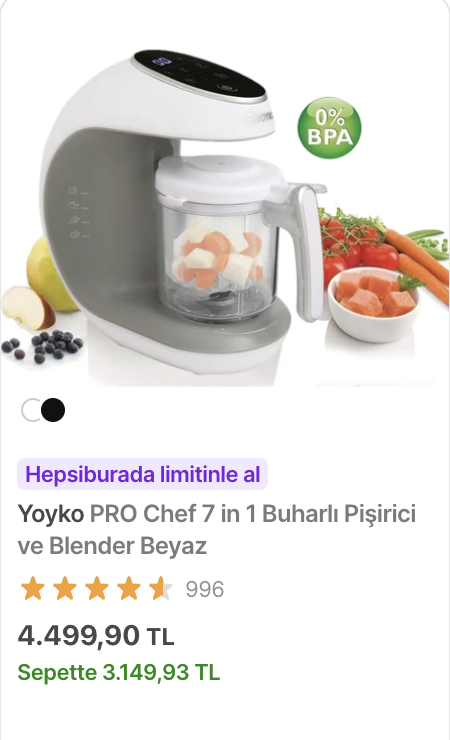 0%
BPA
Hepsiburada limitinle al
Yoyko PRO Chef 7 in 1 Buharlı Pişirici
ve Blender Beyaz
996
4.499,90 TL
Sepette 3.149,93 TL